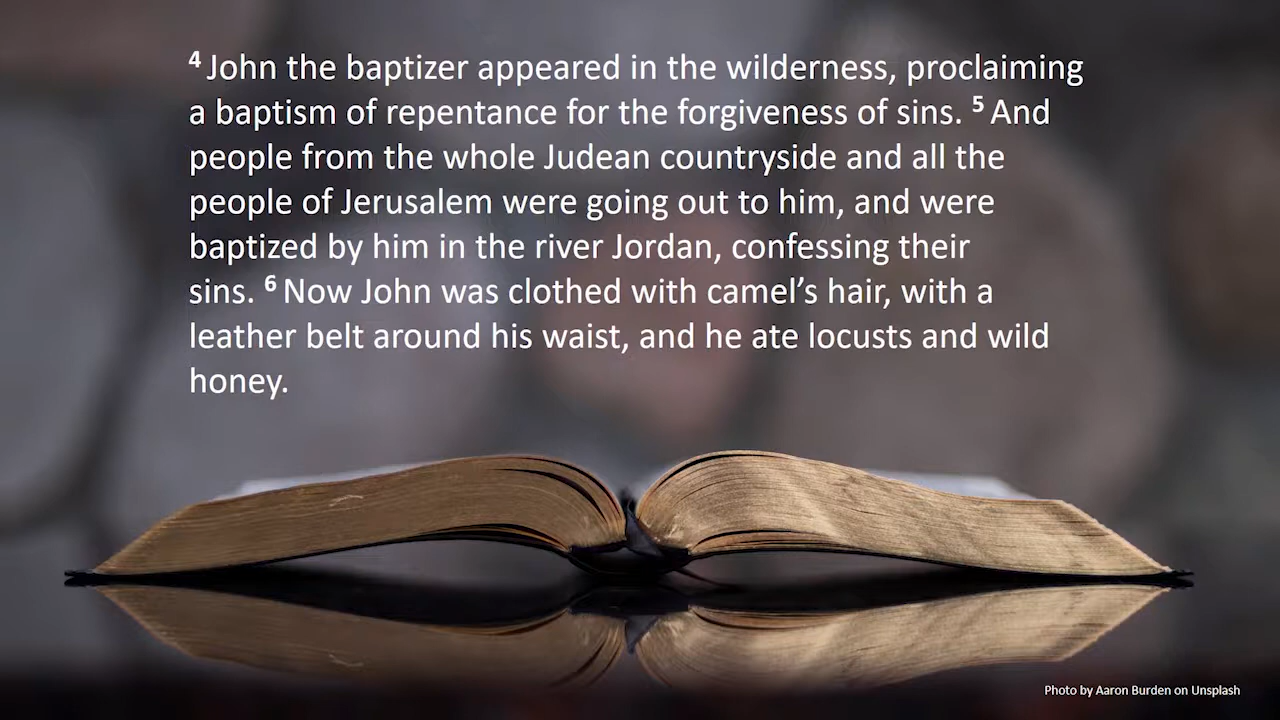 4 John the baptizer appeared in the wilderness, proclaiming
a baptism of repentance for the forgiveness of sins. 5 And
people from the whole Judean countryside and all the
people of Jerusalem were going out to him, and were
baptized by him in the river Jordan, confessing their
sins. 6 Now John was clothed with camel’s hair, with a
leather belt around his waist, and he ate locusts and wild
honey.
Photo by Aaron Burden on Unsplash